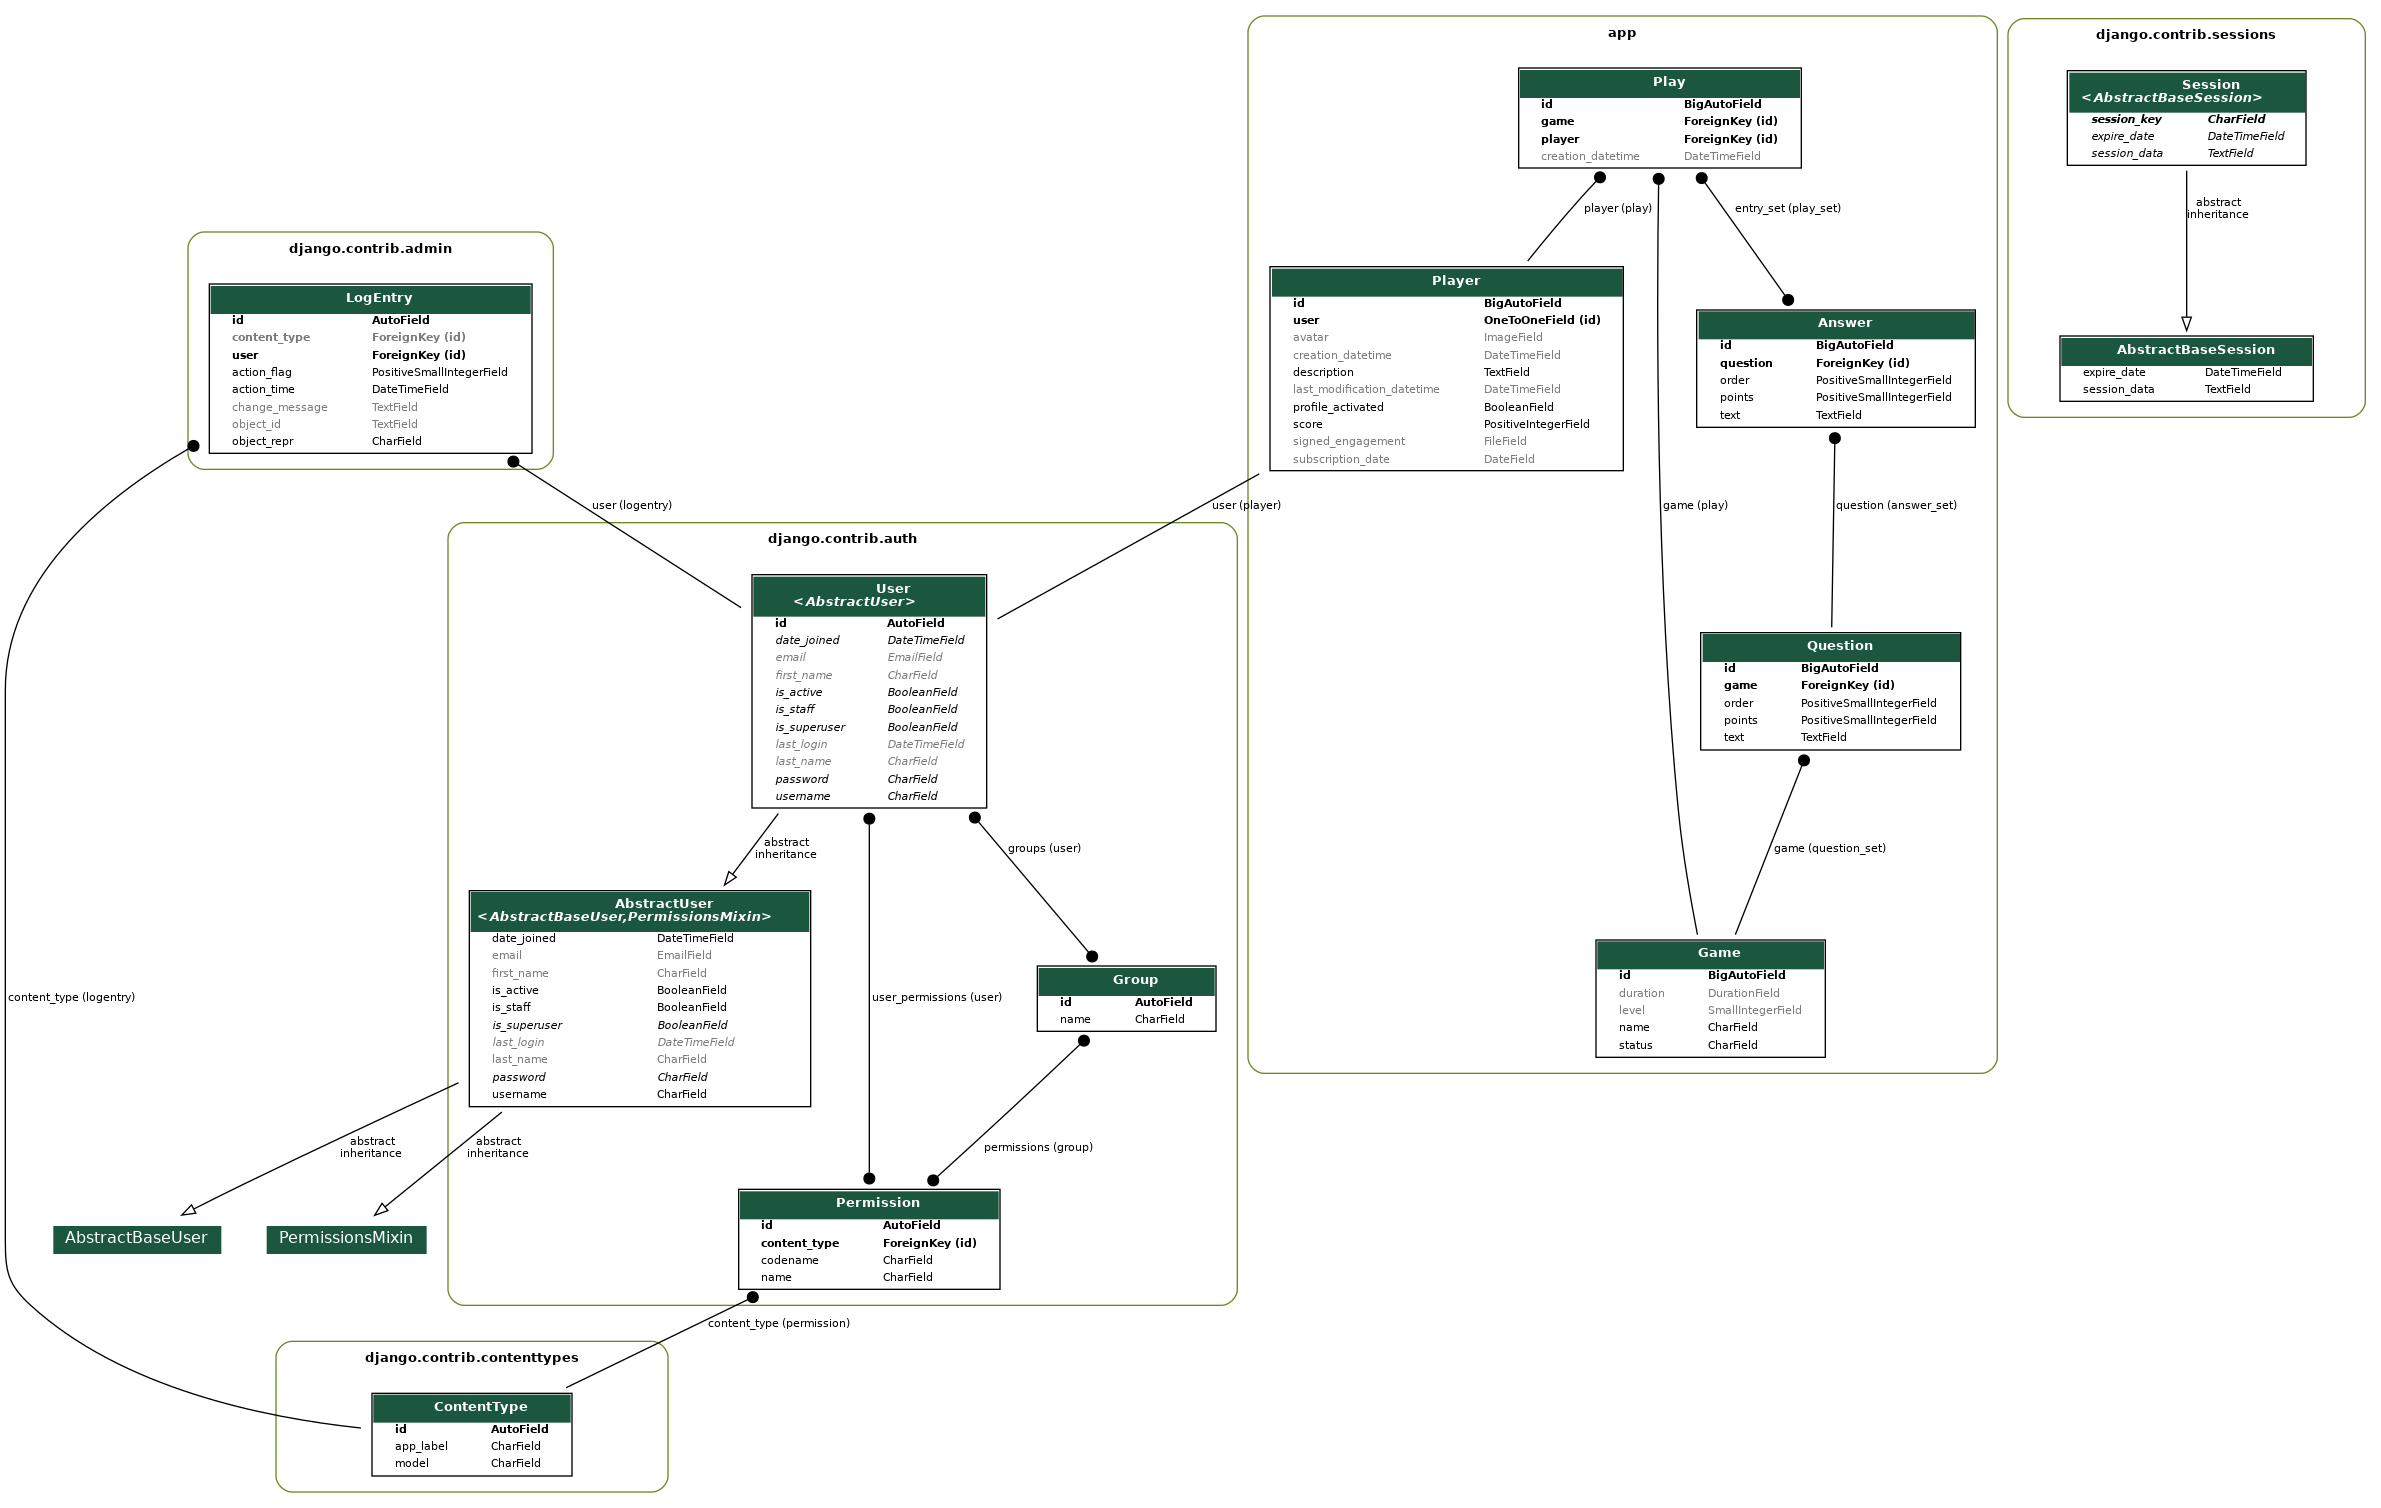 app
Play
id BigAutoField
game ForeignKey (id)
player ForeignKey (id)
creation_datetime DateTimeField
player (play)
entry_set (play_set)
Player
id BigAutoField
user OneToOneField (id)
avatar ImageField
creation_datetime DateTimeField
description TextField
last_modification_datetime DateTimeField
profile_activated BooleanField
score PositiveIntegerField
signed_engagement FileField
subscription_date DateField
Answer
id BigAutoField
question ForeignKey (id)
order PositiveSmallIntegerField
points PositiveSmallIntegerField
text TextField
user (player)
game (play)
question (answer_set)
Question
id BigAutoField
game ForeignKey (id)
order PositiveSmallIntegerField
points PositiveSmallIntegerField
text TextField
game (question_set)
Game
id BigAutoField
duration DurationField
level SmallIntegerField
name CharField
status CharField
django.contrib.sessions
Session
<AbstractBaseSession>
session_key CharField
expire_date DateTimeField
session_data TextField
abstract
inheritance
AbstractBaseSession
expire_date DateTimeField
session_data TextField
django.contrib.admin
LogEntry
id AutoField
content_type ForeignKey (id)
user ForeignKey (id)
action_flag PositiveSmallIntegerField
action_time DateTimeField
change_message TextField
object_id TextField
object_repr CharField
user (logentry)
content_type (logentry)
django.contrib.auth
User
<AbstractUser>
id AutoField
date_joined DateTimeField
email EmailField
first_name CharField
is_active BooleanField
is_staff BooleanField
is_superuser BooleanField
last_login DateTimeField
last_name CharField
password CharField
username CharField
abstract
inheritance
groups (user)
user_permissions (user)
AbstractUser
<AbstractBaseUser,PermissionsMixin>
date_joined DateTimeField
email EmailField
first_name CharField
is_active BooleanField
is_staff BooleanField
is_superuser BooleanField
last_login DateTimeField
last_name CharField
password CharField
username CharField
Group
id AutoField
name CharField
permissions (group)
abstract
inheritance
abstract
inheritance
AbstractBaseUser
PermissionsMixin
Permission
id AutoField
content_type ForeignKey (id)
codename CharField
name CharField
content_type (permission)
django.contrib.contenttypes
ContentType
id AutoField
app_label CharField
model CharField